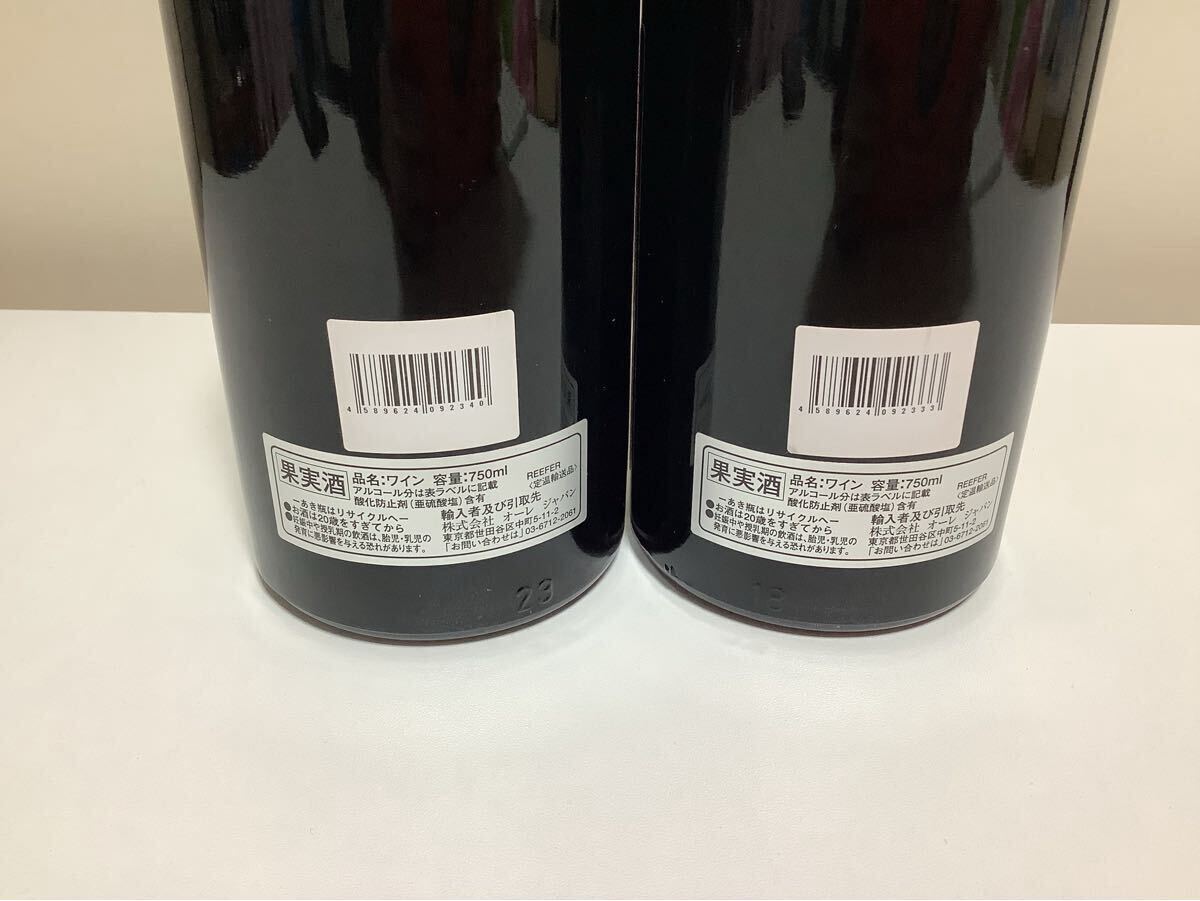 4 589624 092340
果実酒
品名:ワイン 容量:750ml
REEFER
アルコール分は表ラベルに記載
〈定温輸送品〉
酸化防止剤(亜硫酸塩)含有
ーあき瓶はリサイクルへー
●お酒は20歳をすぎてから
●妊娠中や授乳期の飲酒は、胎児・乳児の
発育に悪影響を与える恐れがあります。
輸入者及び引取先
株式会社 オーレ ジャパン
東京都世田谷区中町5-11-2
「お問い合わせは」03-6712-2061
23
4 589624 092333
果実酒
品名:ワイン 容量:750ml
REEFER
アルコール分は表ラベルに記載
〈定温輸送品〉
酸化防止剤(亜硫酸塩)含有
ーあき瓶はリサイクルへー
●お酒は20歳をすぎてから
●妊娠中や授乳期の飲酒は、胎児・乳児の
発育に悪影響を与える恐れがあります。
輸入者及び引取先
株式会社 オーレ ジャパン
東京都世田谷区中町5-11-2
「お問い合わせは」03-6712-2061
18